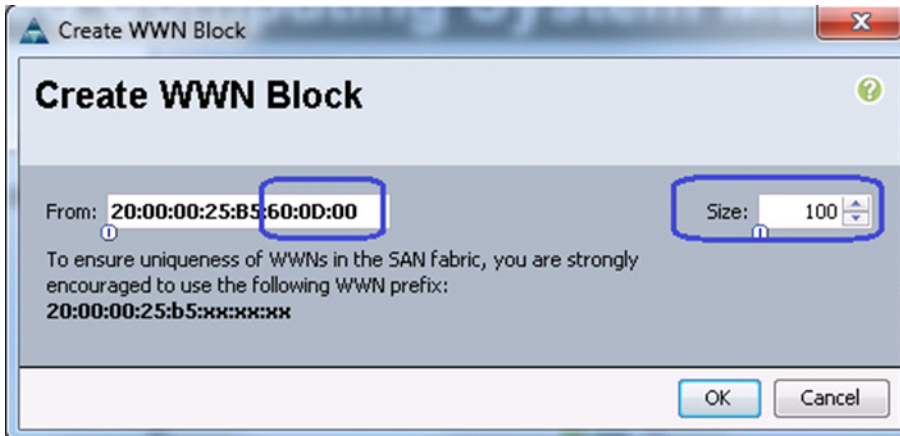 Create WWN Block
Create WWN Block
From: 20:00:00:25:B5:60:0D:00
Size: 100
To ensure uniqueness of WWNs in the SAN fabric, you are strongly
encouraged to use the following WWN prefix:
20:00:00:25:b5:xx:xx:xx
OK
Cancel